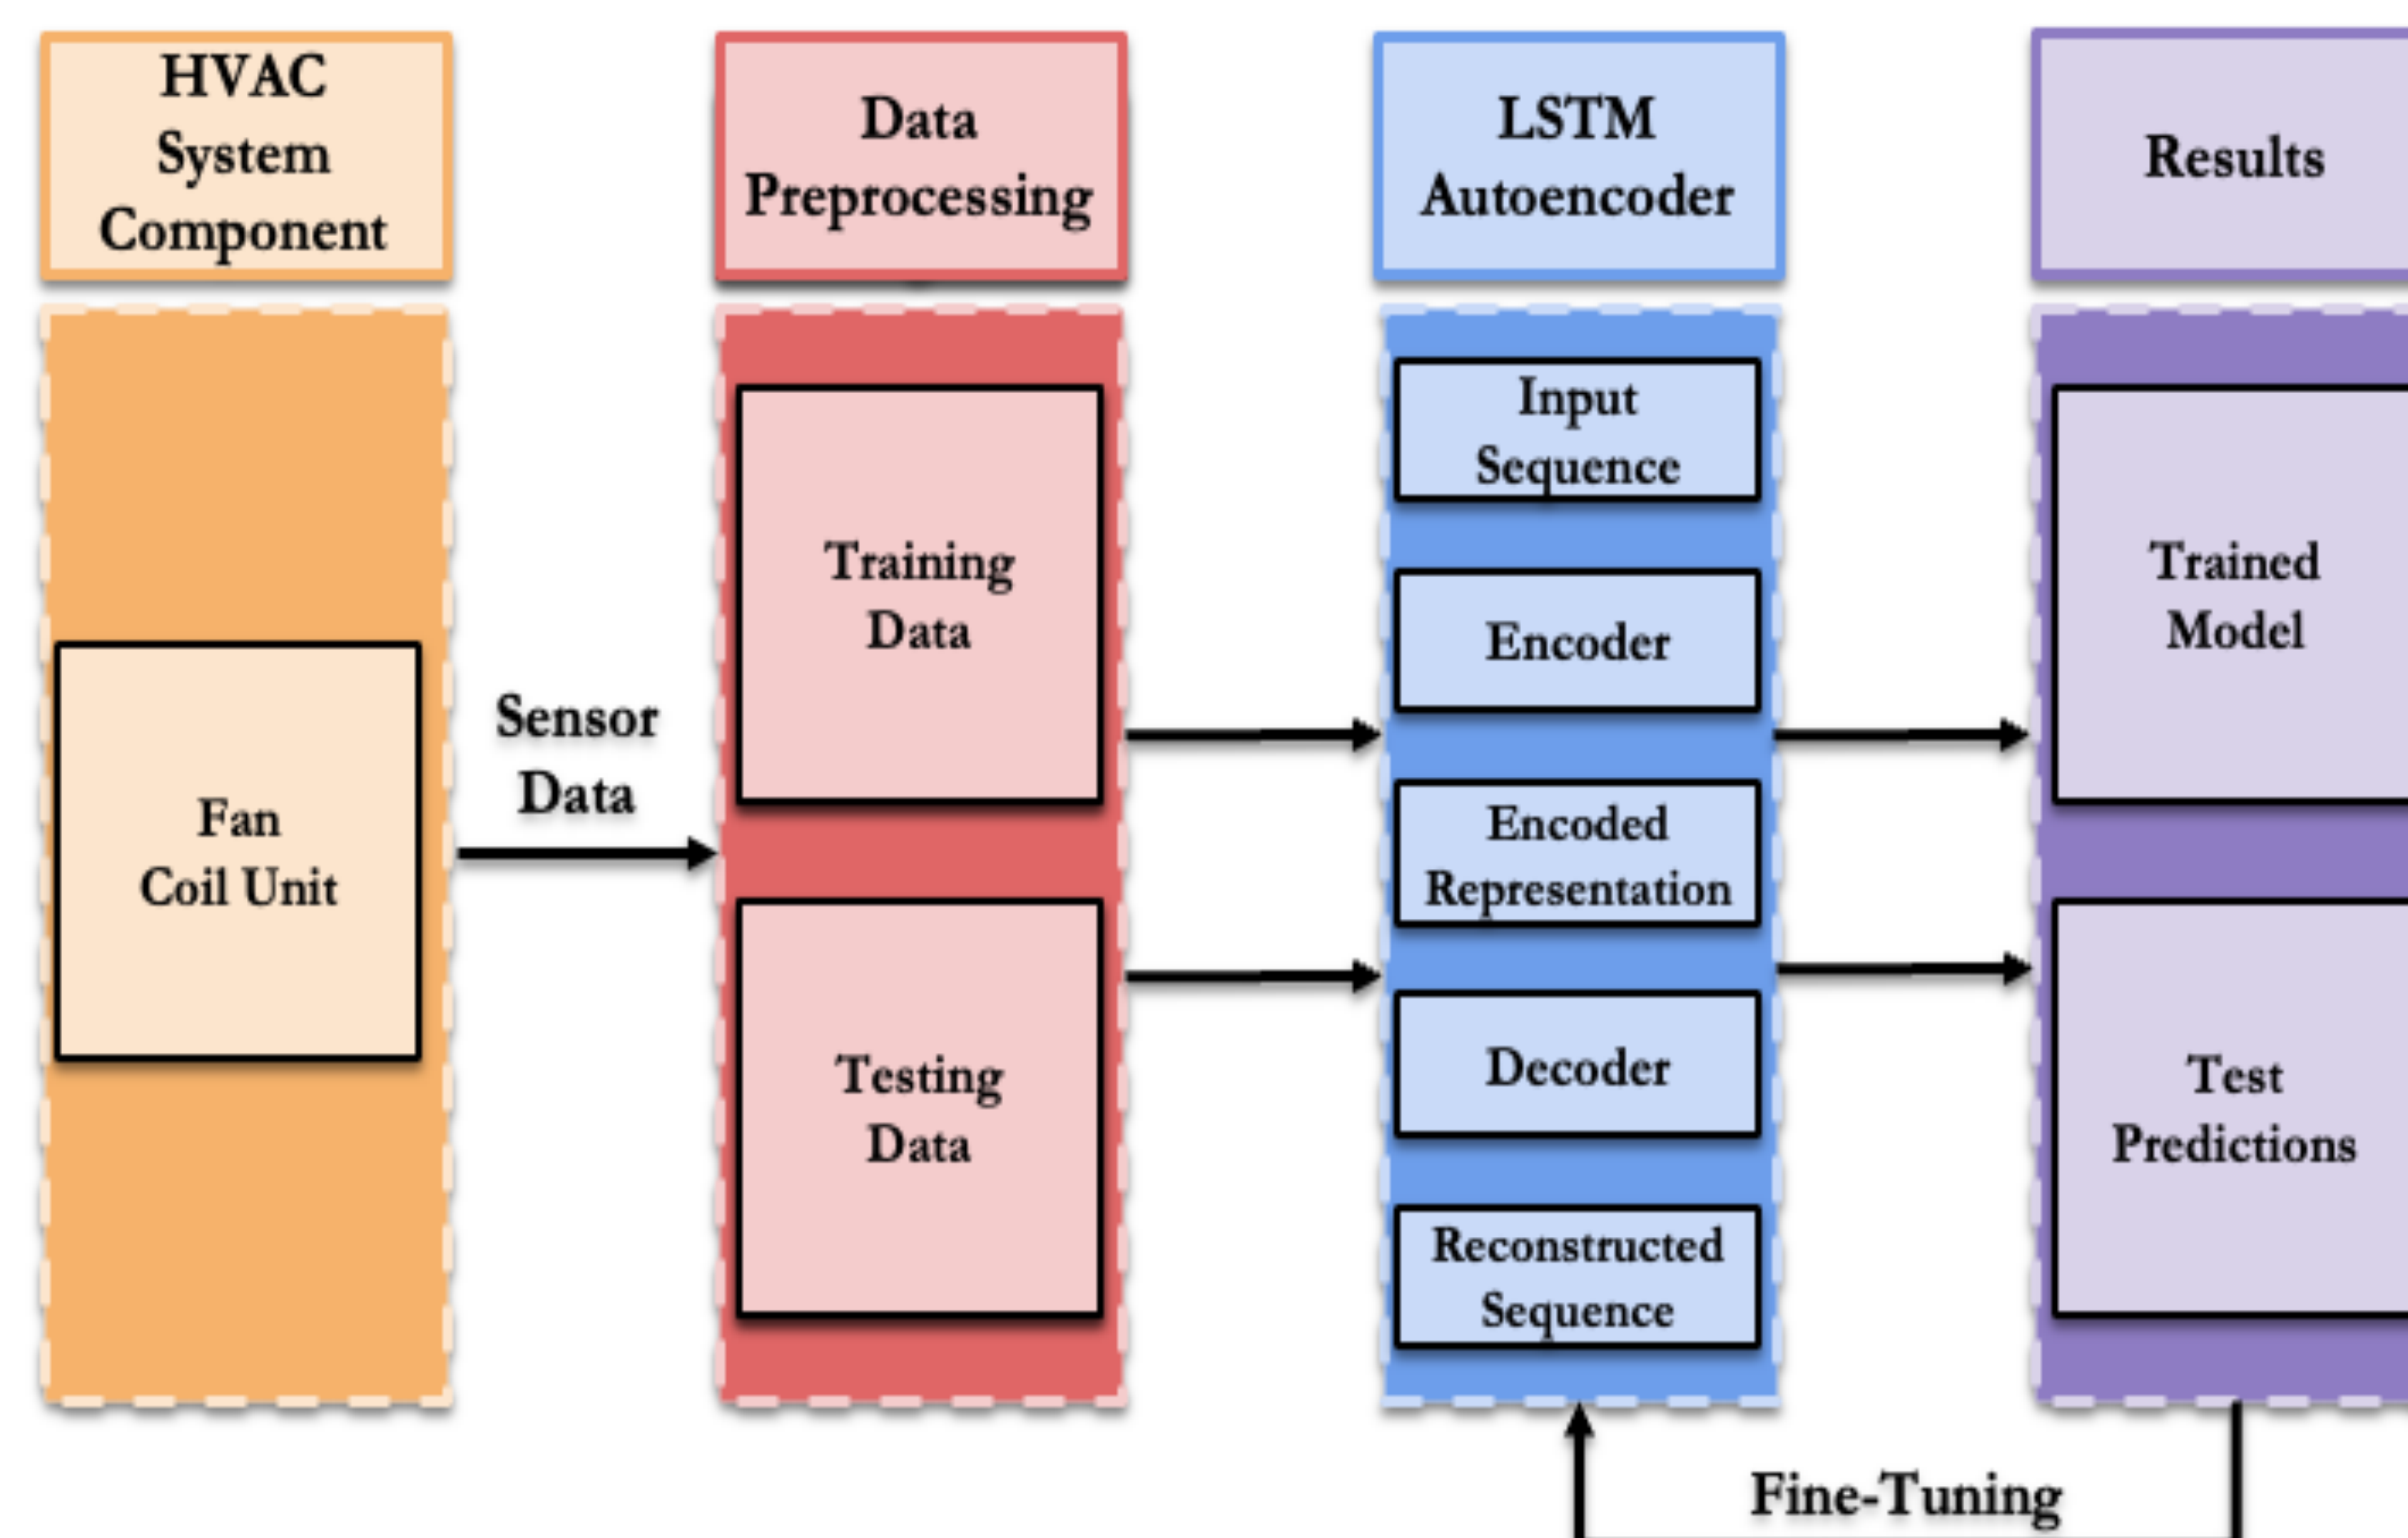 HVAC
System
Component
Data
Preprocessing
LSTM
Autoencoder
Results
Fan
Coil Unit
Sensor
Data
Training
Data
Testing
Data
Input
Sequence
Encoder
Encoded
Representation
Decoder
Reconstructed
Sequence
Trained
Model
Test
Predictions
Fine-Tuning